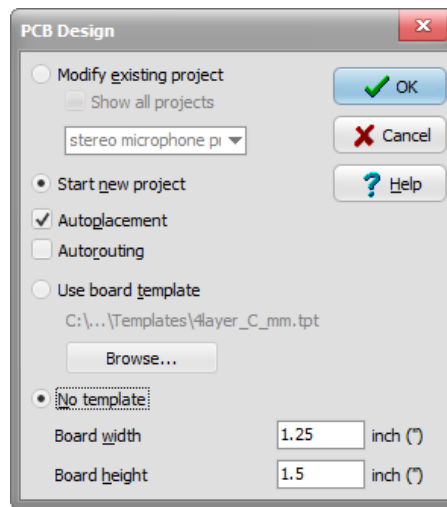 PCB Design
Modify existing project
OK
Show all projects
stereo microphone pr
Cancel
Start new project
Help
Autoplacement
Autorouting
Use board template
C:\...\Templates\4layer_C_mm.tpt
Browse...
No template
Board width 1.25 inch (")
Board height 1.5 inch (")